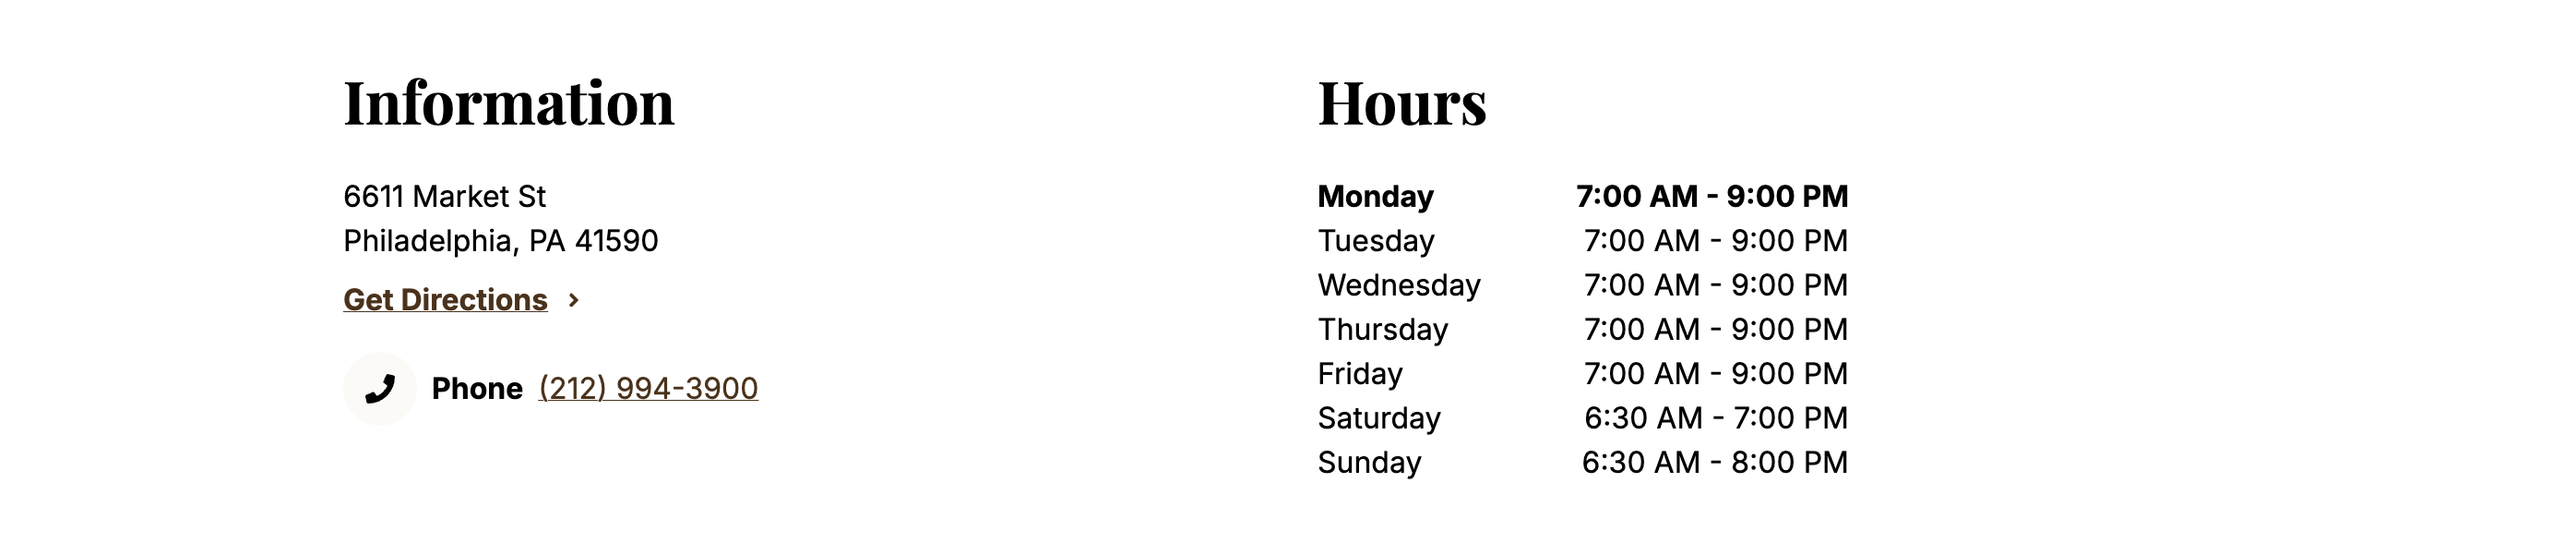 Information
6611 Market St
Philadelphia, PA 41590
Get Directions
Phone (212) 994-3900
Hours
Monday 7:00 AM - 9:00 PM
Tuesday 7:00 AM - 9:00 PM
Wednesday 7:00 AM - 9:00 PM
Thursday 7:00 AM - 9:00 PM
Friday 7:00 AM - 9:00 PM
Saturday 6:30 AM - 7:00 PM
Sunday 6:30 AM - 8:00 PM